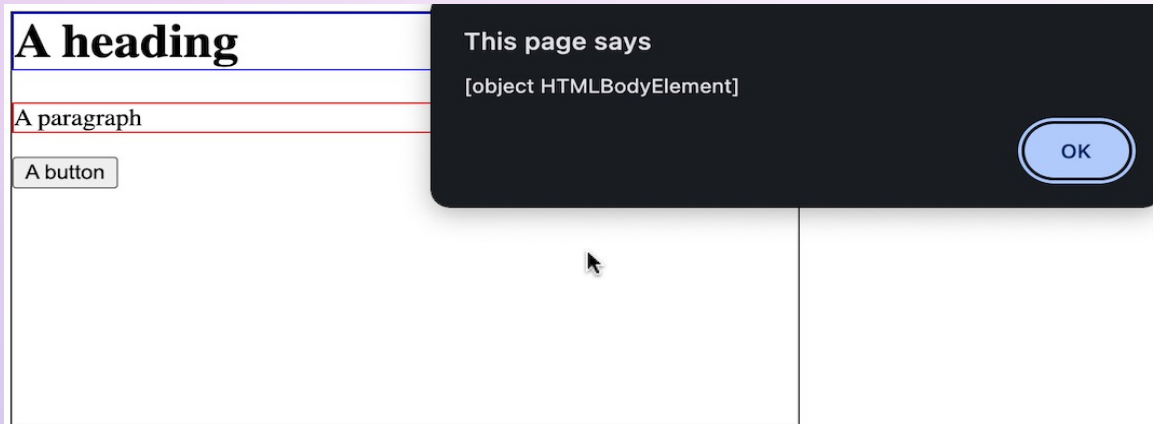 A heading
A paragraph
A button
This page says
[object HTMLBodyElement]
OK